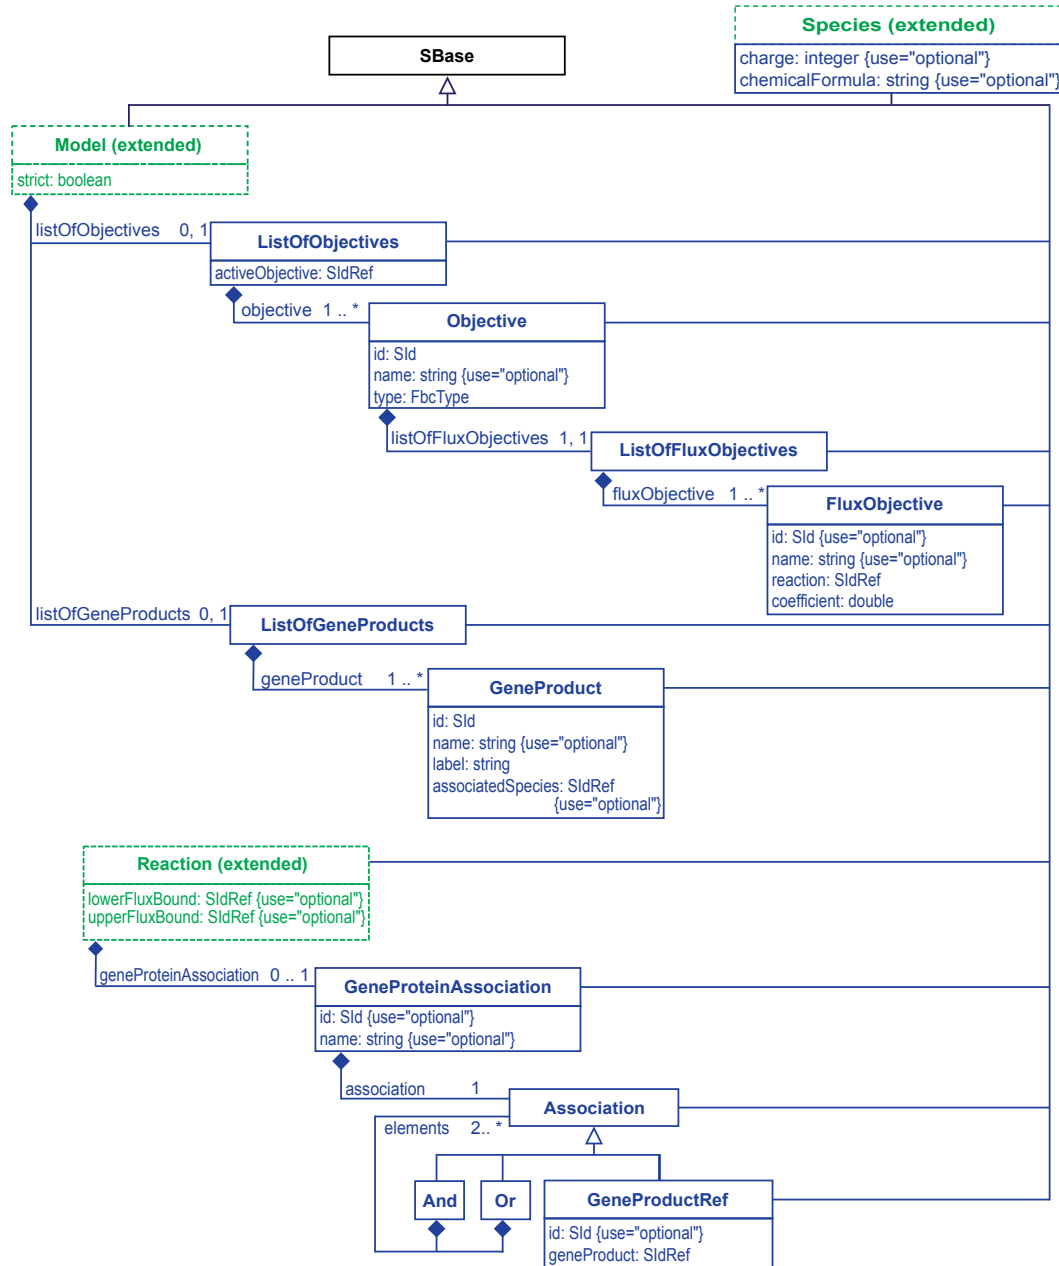 Species (extended)
charge: integer {use="optional"}
chemicalFormula: string {use="optional"}
SBase
Model (extended)
strict: boolean
listOfObjectives 0, 1
ListOfObjectives
activeObjective: SIdRef
objective 1 .. *
Objective
id: SId
name: string {use="optional"}
type: FbcType
listOfFluxObjectives 1, 1
ListOfFluxObjectives
fluxObjective 1 .. *
FluxObjective
id: SId {use="optional"}
name: string {use="optional"}
reaction: SIdRef
coefficient: double
listOfGeneProducts 0, 1
ListOfGeneProducts
geneProduct 1 .. *
GeneProduct
id: SId
name: string {use="optional"}
label: string
associatedSpecies: SIdRef
{use="optional"}
Reaction (extended)
lowerFluxBound: SIdRef {use="optional"}
upperFluxBound: SIdRef {use="optional"}
geneProteinAssociation 0 .. 1
GeneProteinAssociation
id: SId {use="optional"}
name: string {use="optional"}
association 1
Association
elements 2.. *
And
Or
GeneProductRef
id: SId {use="optional"}
geneProduct: SIdRef